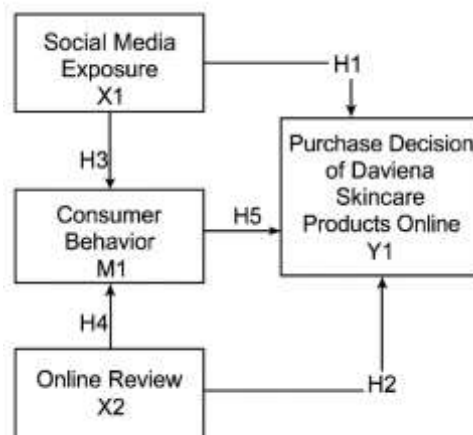 Social Media
Exposure
X1
H1
H3
Purchase Decision
of Daviena
Skincare
Products Online
Y1
Consumer
Behavior
M1
H5
H4
Online Review
X2
H2